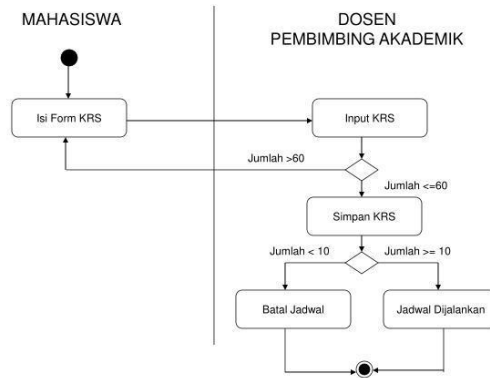 MAHASISWA
DOSEN
PEMBIMBING AKADEMIK
Isi Form KRS
Input KRS
Jumlah >60
Jumlah <=60
Simpan KRS
Jumlah < 10
Jumlah >= 10
Batal Jadwal
Jadwal Dijalankan